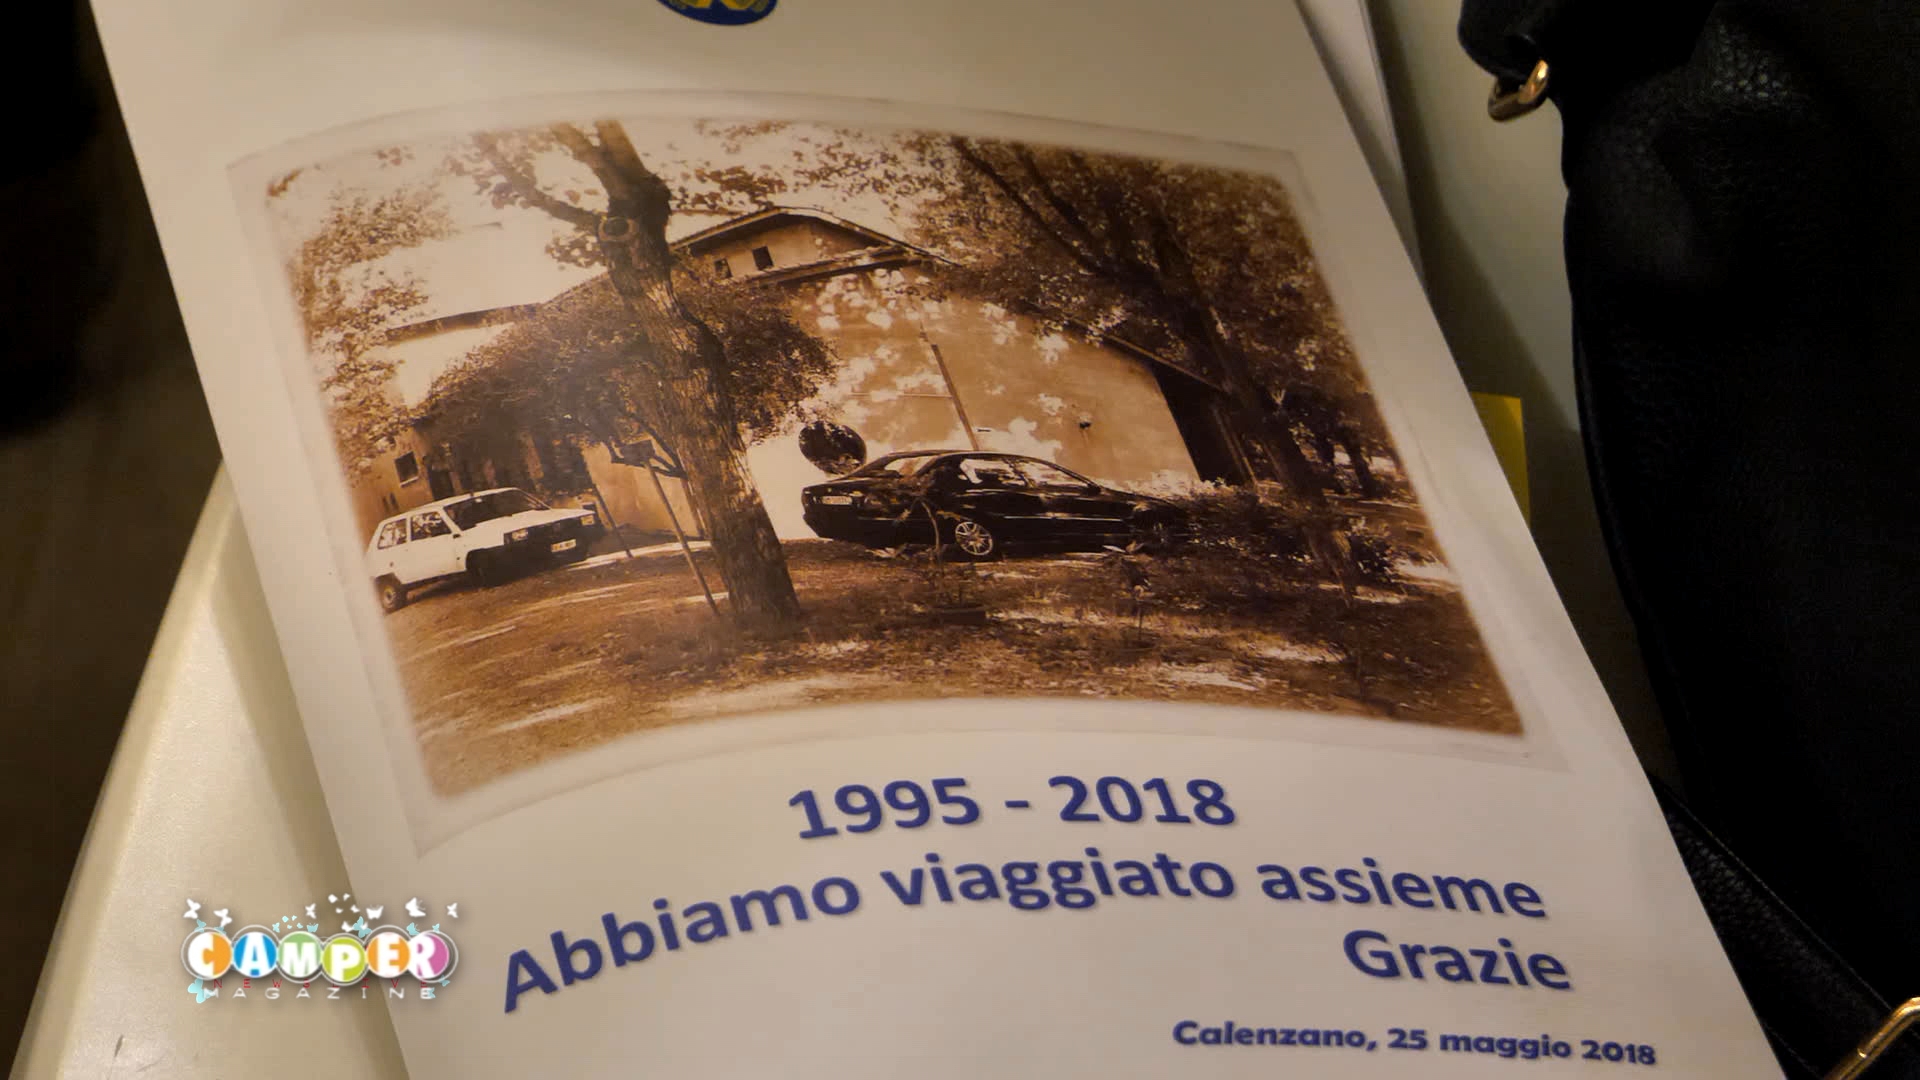 1995 - 2018
Abbiamo viaggiato assieme
Grazie
Calenzano, 25 maggio 2018
CAMPER
MAGAZINE